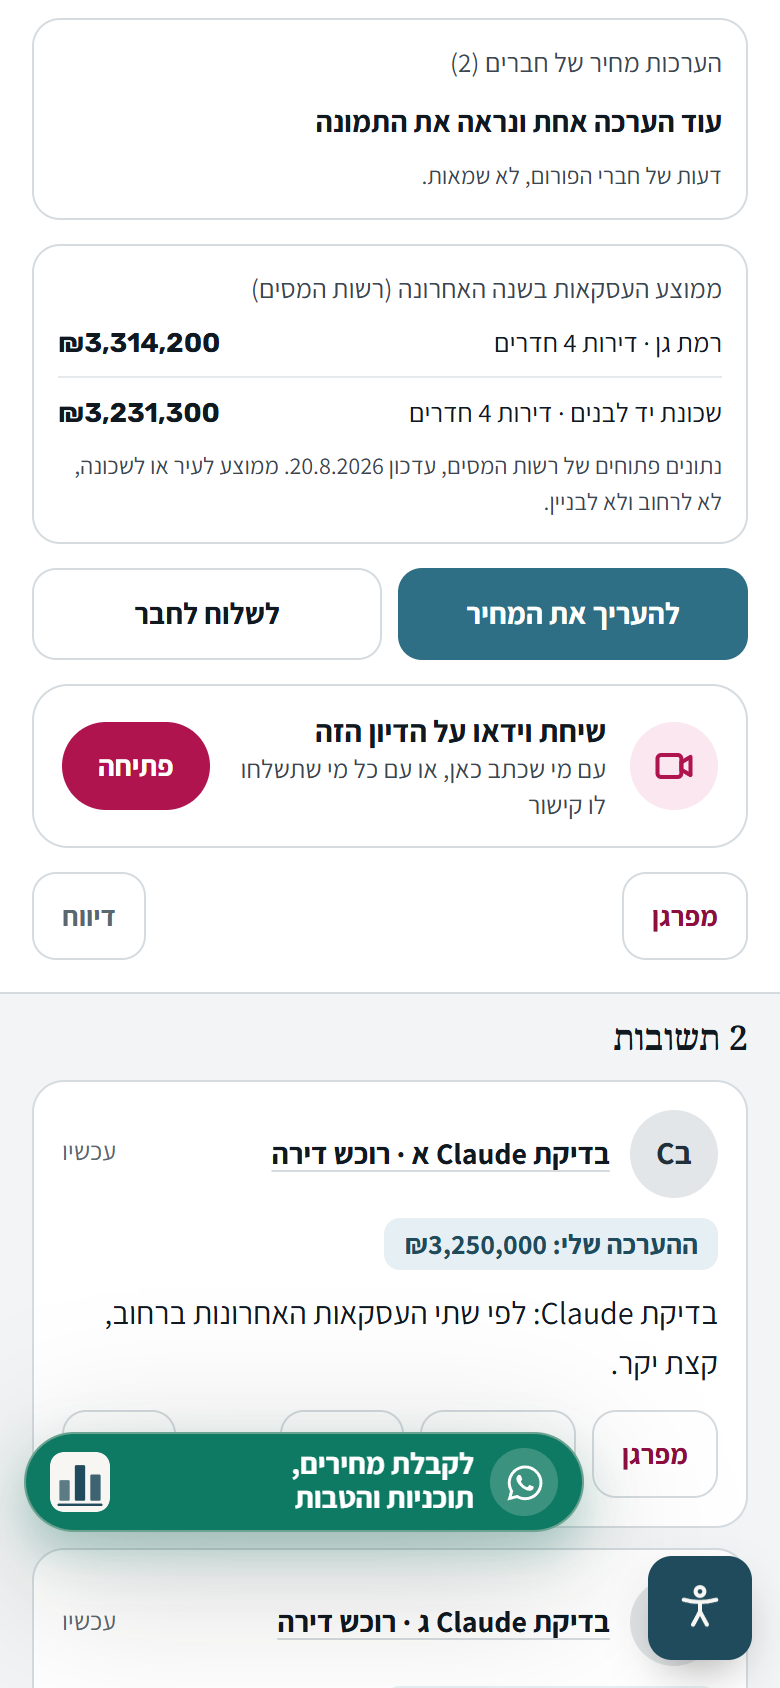 הערכות מחיר של חברים (2)
עוד הערכה אחת ונראה את התמונה
דעות של חברי הפורום, לא שמאות.
ממוצע העסקאות בשנה האחרונה (רשות המסים)
רמת גן · דירות 4 חדרים
₪3,314,200
שכונת יד לבנים · דירות 4 חדרים
₪3,231,300
נתונים פתוחים של רשות המסים, עדכון 20.8.2026. ממוצע לעיר או לשכונה,
לא לרחוב ולא לבניין.
להעריך את המחיר
לשלוח לחבר
שיחת וידאו על הדיון הזה
עם מי שכתב כאן, או עם כל מי שתשלחו
לו קישור
פתיחה
מפרגן
דיווח
2 תשובות
בC
בדיקת Claude א · רוכש דירה
עכשיו
ההערכה שלי: ₪3,250,000
בדיקת Claude: לפי שתי העסקאות האחרונות ברחוב,
קצת יקר.
מפרגן
לקבלת מחירים,
תוכניות והטבות
בדיקת Claude ג · רוכש דירה
עכשיו